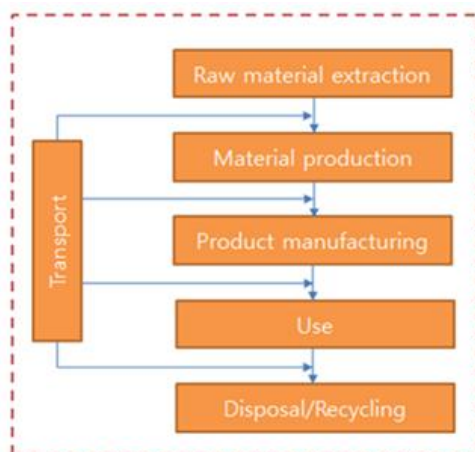 Raw material extraction
Material production
Transport
Product manufacturing
Use
Disposal/Recycling